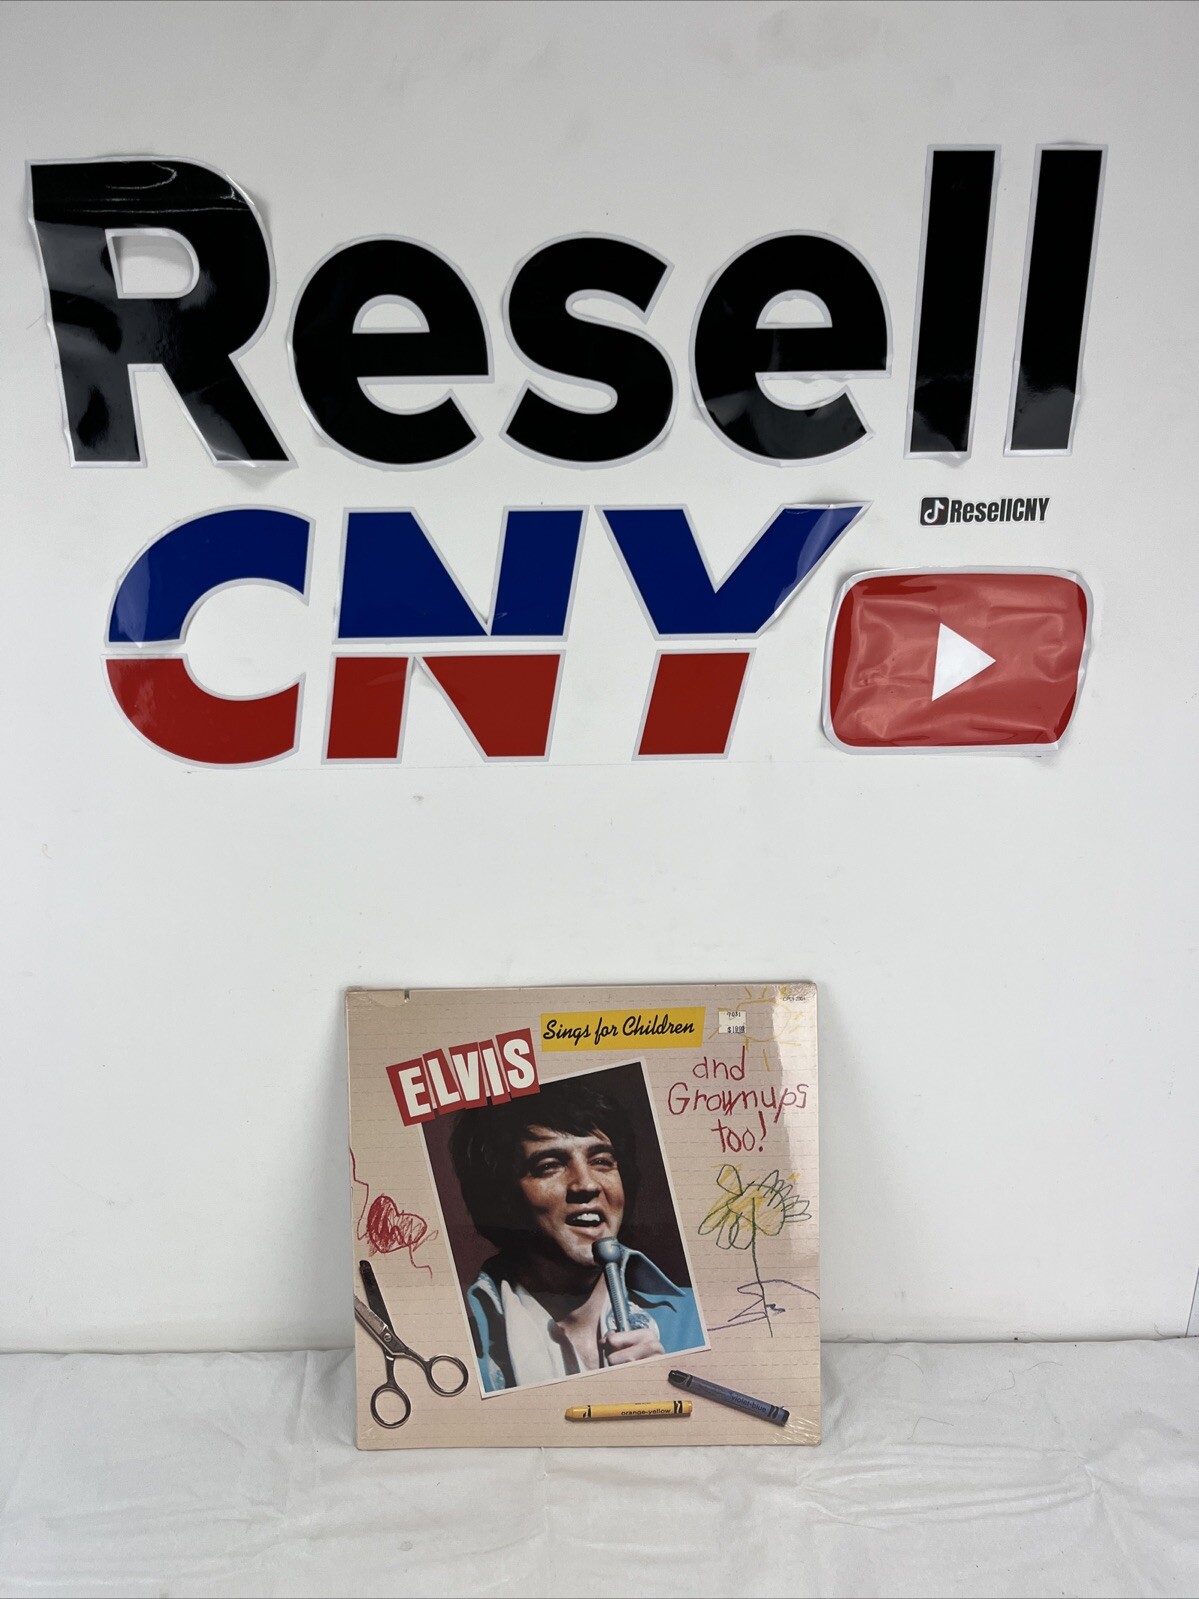 Resell
CNY
ResellCNY
Sings for Children
ELVIS
and
Grownups
too!
orange-yellow